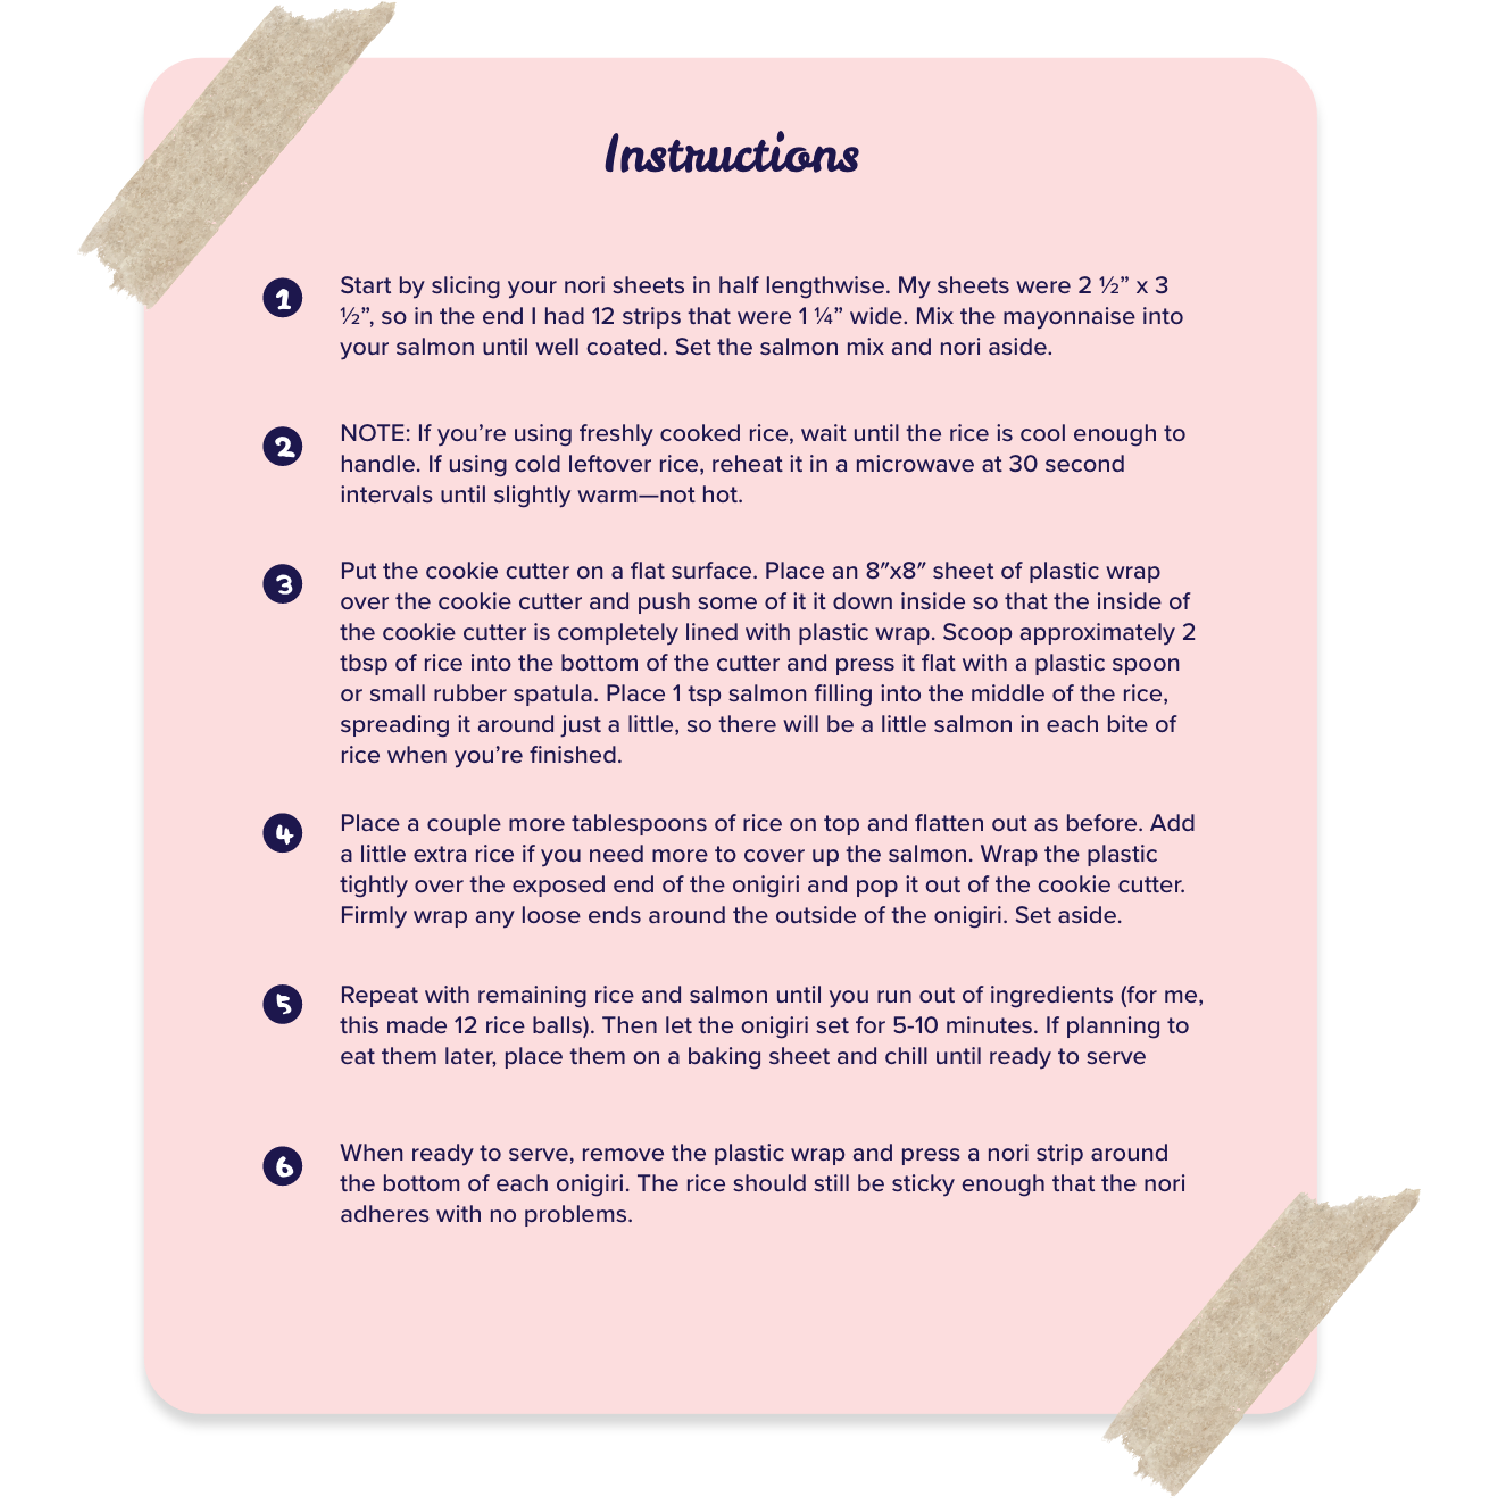 Instructions
1
Start by slicing your nori sheets in half lengthwise. My sheets were 2 ½” x 3
½”, so in the end I had 12 strips that were 1 ¼” wide. Mix the mayonnaise into
your salmon until well coated. Set the salmon mix and nori aside.
2
NOTE: If you’re using freshly cooked rice, wait until the rice is cool enough to
handle. If using cold leftover rice, reheat it in a microwave at 30 second
intervals until slightly warm—not hot.
3
Put the cookie cutter on a flat surface. Place an 8″x8″ sheet of plastic wrap
over the cookie cutter and push some of it it down inside so that the inside of
the cookie cutter is completely lined with plastic wrap. Scoop approximately 2
tbsp of rice into the bottom of the cutter and press it flat with a plastic spoon
or small rubber spatula. Place 1 tsp salmon filling into the middle of the rice,
spreading it around just a little, so there will be a little salmon in each bite of
rice when you’re finished.
4
Place a couple more tablespoons of rice on top and flatten out as before. Add
a little extra rice if you need more to cover up the salmon. Wrap the plastic
tightly over the exposed end of the onigiri and pop it out of the cookie cutter.
Firmly wrap any loose ends around the outside of the onigiri. Set aside.
5
Repeat with remaining rice and salmon until you run out of ingredients (for me,
this made 12 rice balls). Then let the onigiri set for 5-10 minutes. If planning to
eat them later, place them on a baking sheet and chill until ready to serve
6
When ready to serve, remove the plastic wrap and press a nori strip around
the bottom of each onigiri. The rice should still be sticky enough that the nori
adheres with no problems.